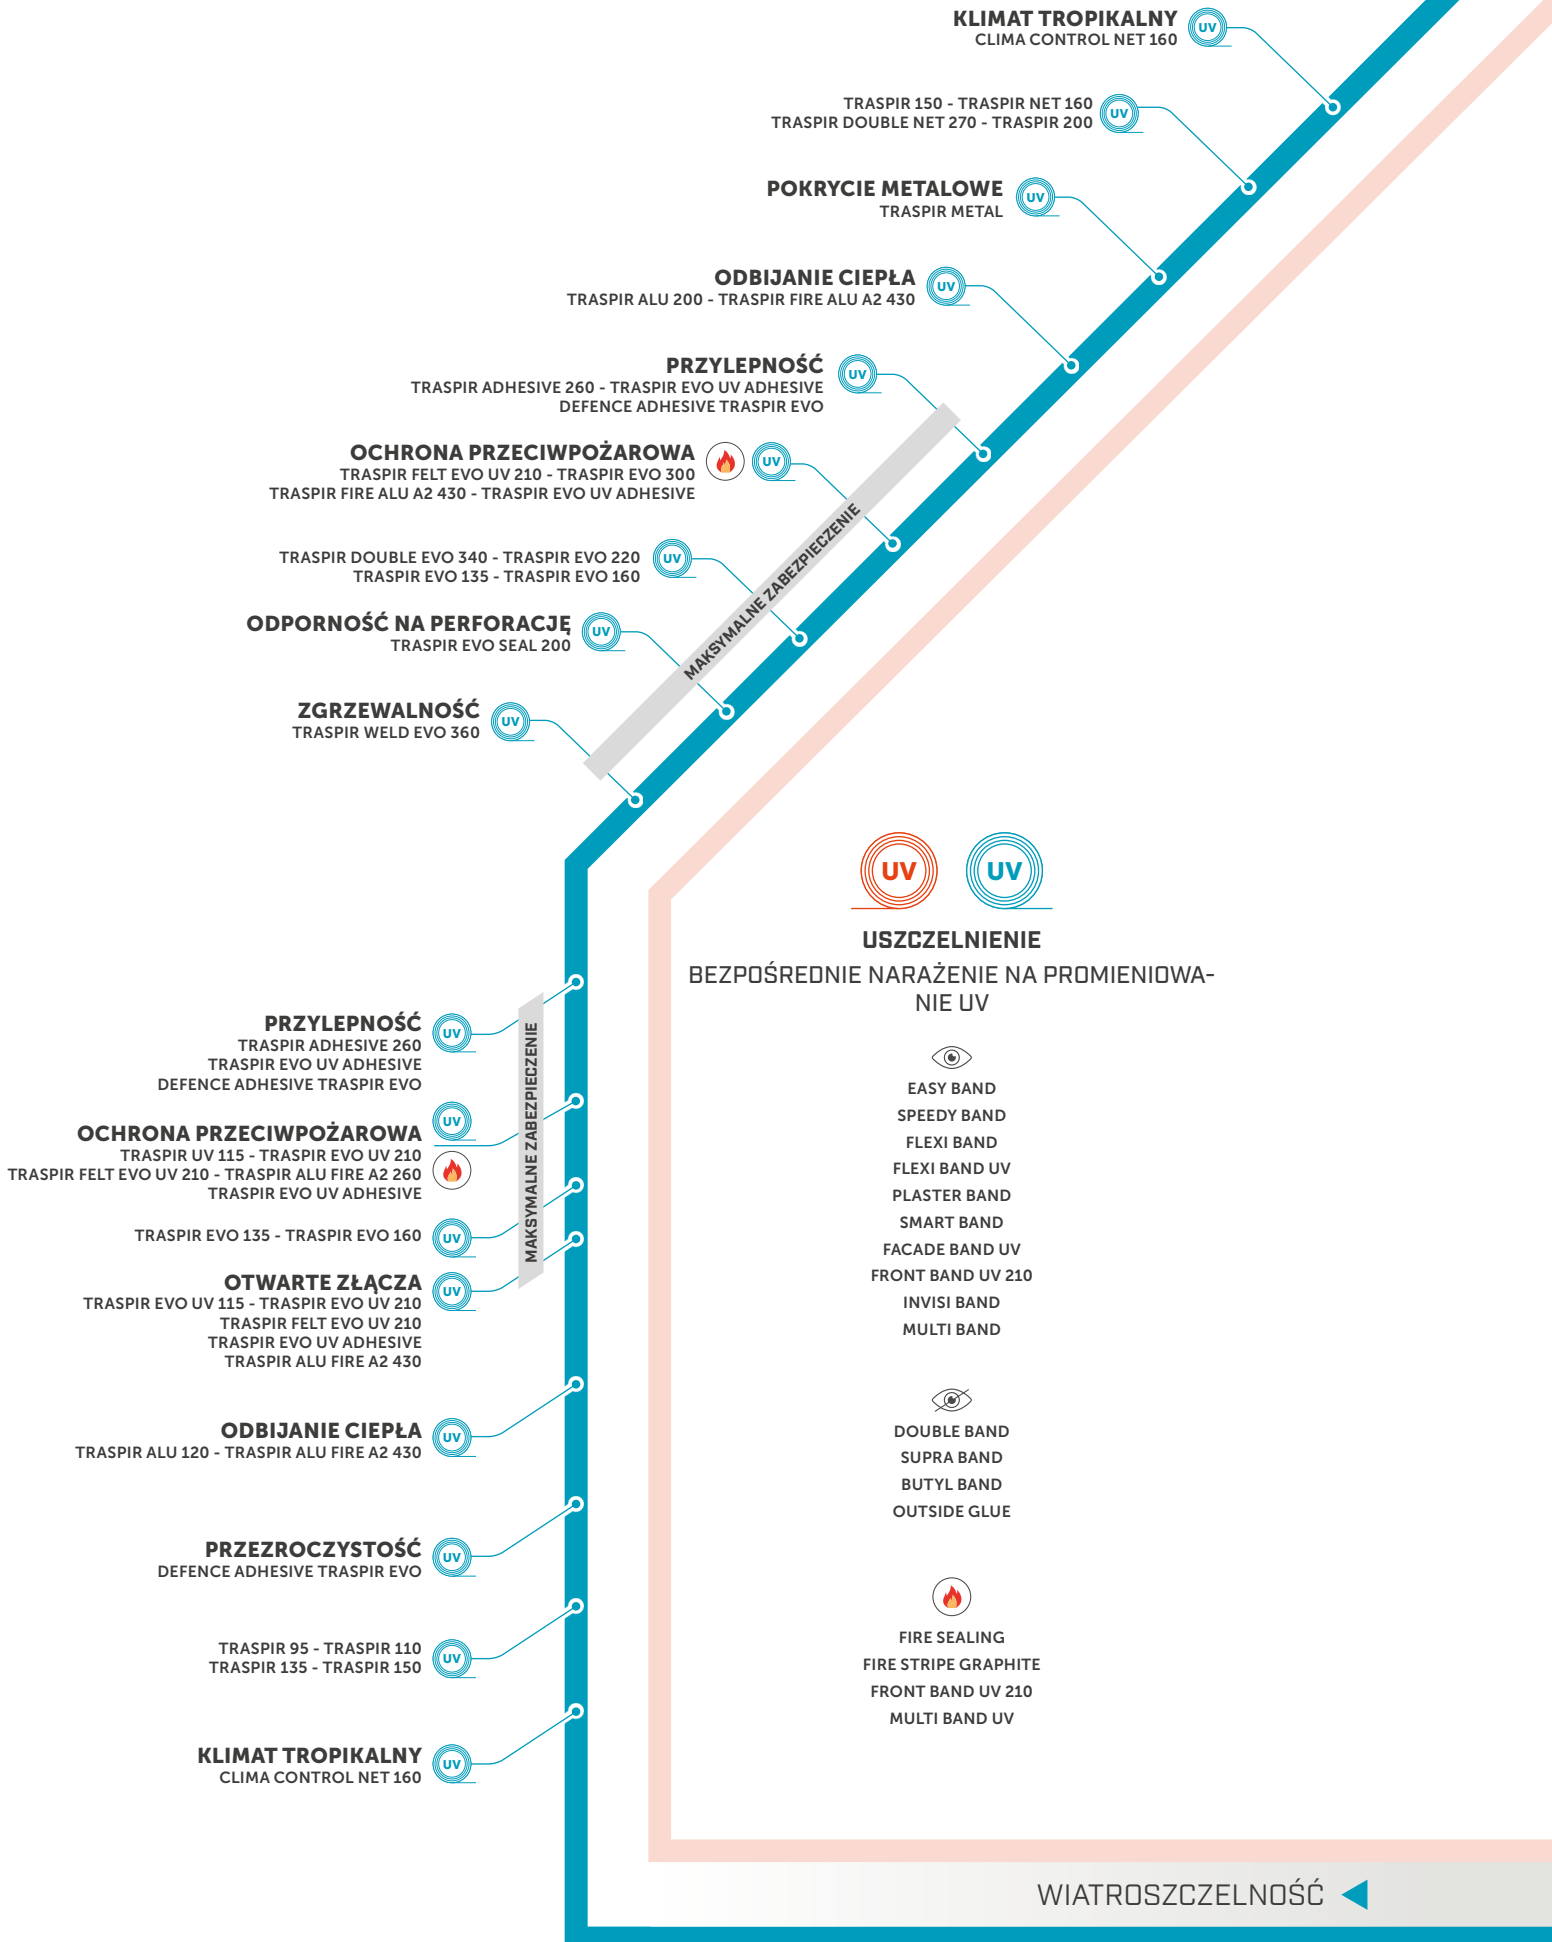 KLIMAT TROPIKALNY
CLIMA CONTROL NET 160
UV
TRASPIR 150 - TRASPIR NET 160
TRASPIR DOUBLE NET 270 - TRASPIR 200
UV
POKRYCIE METALOWE
TRASPIR METAL
UV
ODBIJANIE CIEPŁA
TRASPIR ALU 200 - TRASPIR FIRE ALU A2 430
UV
PRZYLEPNOŚĆ
TRASPIR ADHESIVE 260 - TRASPIR EVO UV ADHESIVE
DEFENCE ADHESIVE TRASPIR EVO
UV
OCHRONA PRZECIWPOŻAROWA
TRASPIR FELT EVO UV 210 - TRASPIR EVO 300
TRASPIR FIRE ALU A2 430 - TRASPIR EVO UV ADHESIVE
UV
TRASPIR DOUBLE EVO 340 - TRASPIR EVO 220
TRASPIR EVO 135 - TRASPIR EVO 160
UV
MAKSYMALNE ZABEZPIECZENIE
ODPORNOŚĆ NA PERFORACJĘ
TRASPIR EVO SEAL 200
UV
ZGRZEWALNOŚĆ
TRASPIR WELD EVO 360
UV
UV UV
USZCZELNIENIE
BEZPOŚREDNIE NARAŻENIE NA PROMIENIOWA-
NIE UV
EASY BAND
SPEEDY BAND
FLEXI BAND
FLEXI BAND UV
PLASTER BAND
SMART BAND
FACADE BAND UV
FRONT BAND UV 210
INVISI BAND
MULTI BAND
DOUBLE BAND
SUPRA BAND
BUTYL BAND
OUTSIDE GLUE
FIRE SEALING
FIRE STRIPE GRAPHITE
FRONT BAND UV 210
MULTI BAND UV
PRZYLEPNOŚĆ
TRASPIR ADHESIVE 260
TRASPIR EVO UV ADHESIVE
DEFENCE ADHESIVE TRASPIR EVO
UV
OCHRONA PRZECIWPOŻAROWA
TRASPIR UV 115 - TRASPIR EVO UV 210
TRASPIR FELT EVO UV 210 - TRASPIR ALU FIRE A2 260
TRASPIR EVO UV ADHESIVE
UV
MAKSYMALNE ZABEZPIECZENIE
TRASPIR EVO 135 - TRASPIR EVO 160
UV
OTWARTE ZŁĄCZA
TRASPIR EVO UV 115 - TRASPIR EVO UV 210
TRASPIR FELT EVO UV 210
TRASPIR EVO UV ADHESIVE
TRASPIR ALU FIRE A2 430
UV
ODBIJANIE CIEPŁA
TRASPIR ALU 120 - TRASPIR ALU FIRE A2 430
UV
PRZEZROCZYSTOŚĆ
DEFENCE ADHESIVE TRASPIR EVO
UV
TRASPIR 95 - TRASPIR 110
TRASPIR 135 - TRASPIR 150
UV
KLIMAT TROPIKALNY
CLIMA CONTROL NET 160
UV
WIATROSZCZELNOŚĆ